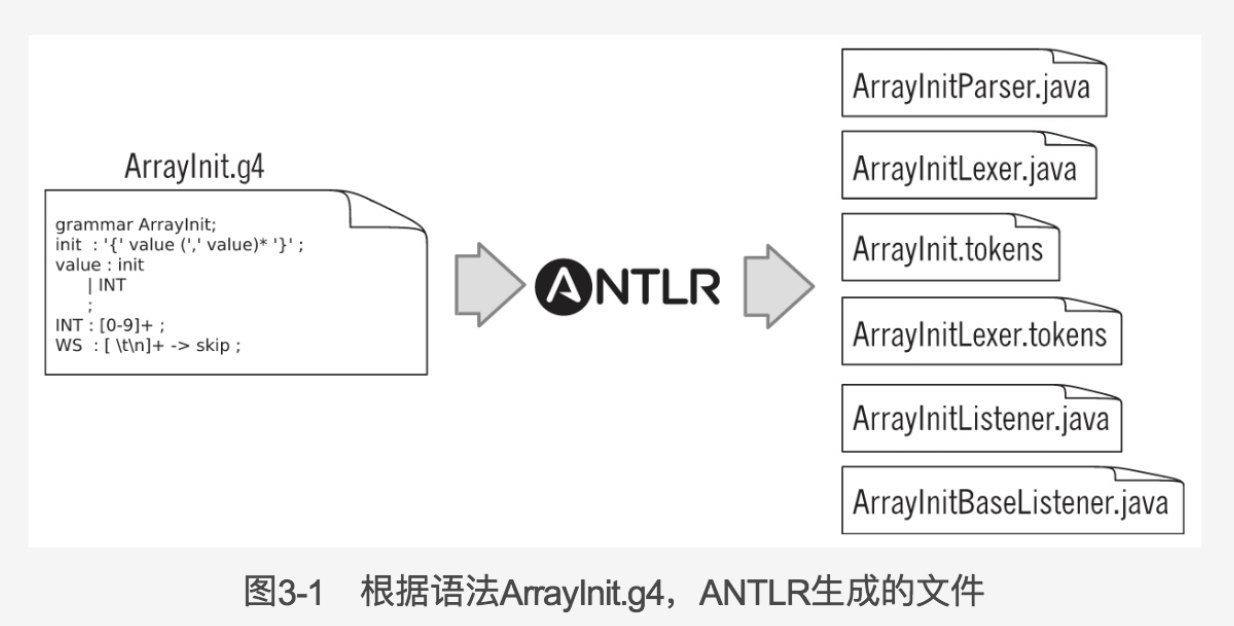 ArrayInit.g4
grammar ArrayInit;
init : '{' value (',' value)* '}' ;
value : init
| INT
;
INT : [0-9]+ ;
WS : [ \t\n]+ -> skip ;
ANTLR
ArrayInitParser.java
ArrayInitLexer.java
ArrayInit.tokens
ArrayInitLexer.tokens
ArrayInitListener.java
ArrayInitBaseListener.java
图3-1 根据语法ArrayInit.g4，ANTLR生成的文件